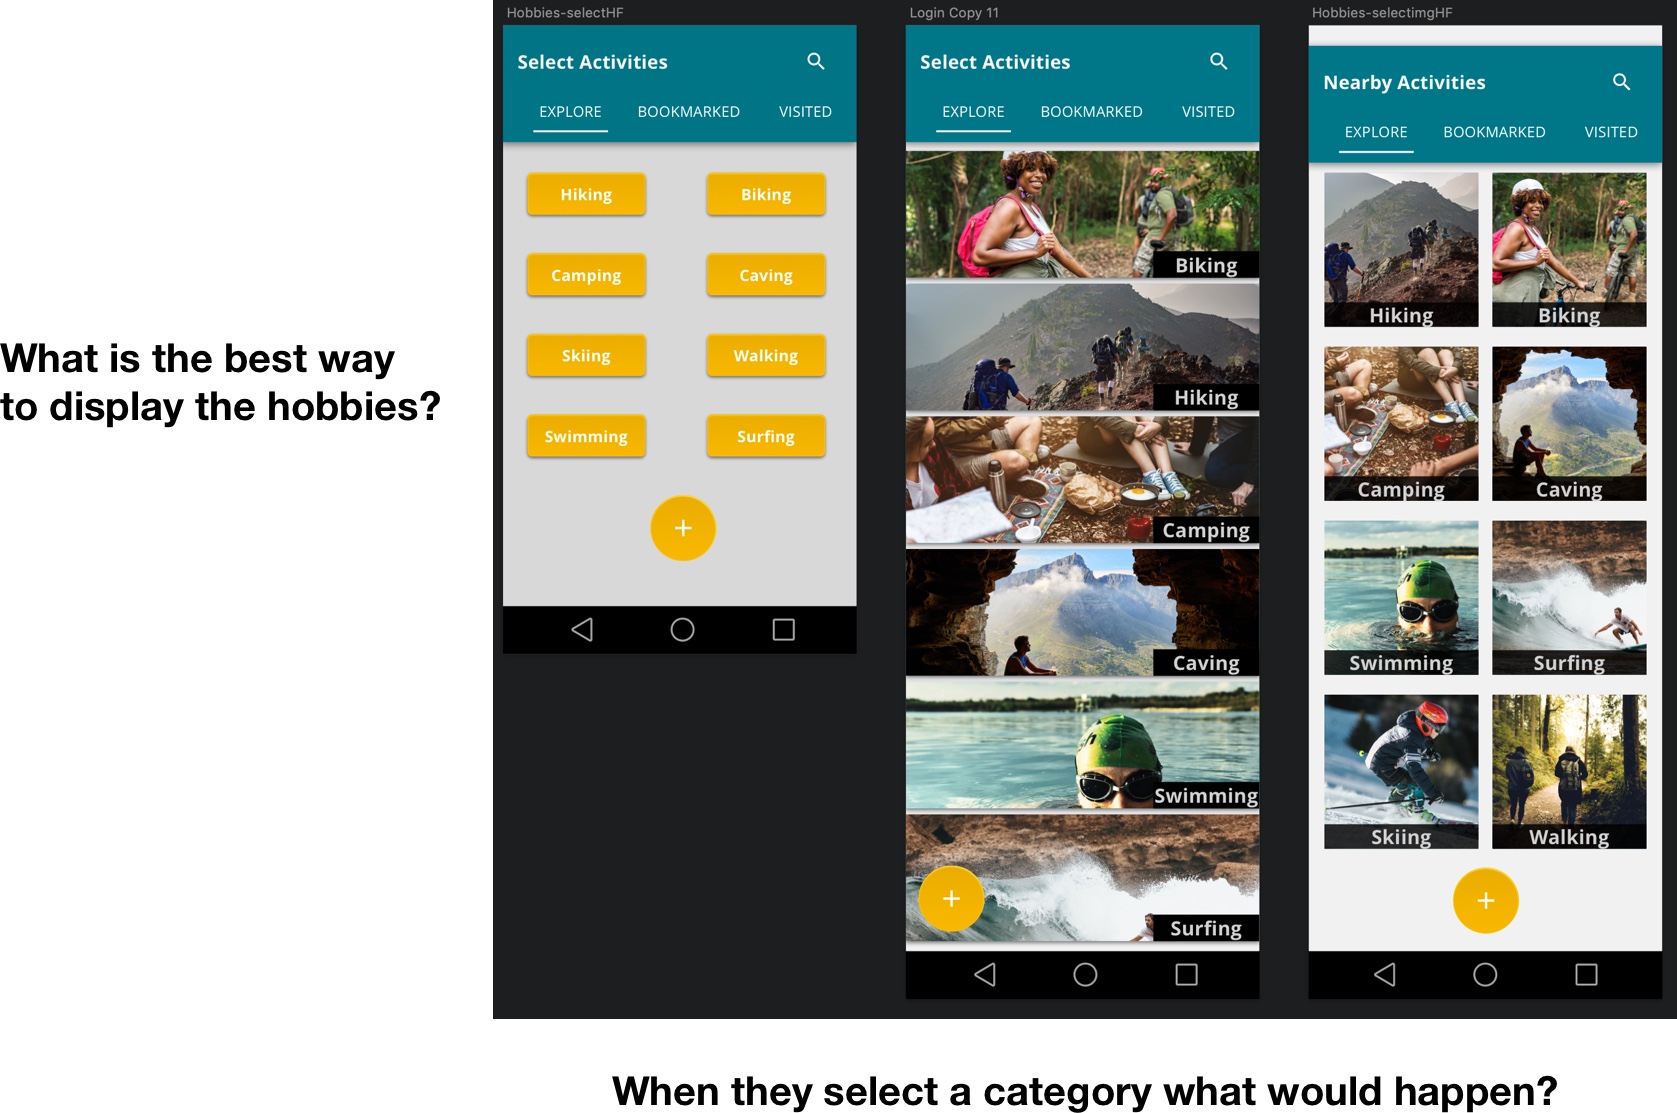 Hobbies-selectHF
Select Activities
EXPLORE BOOKMARKED VISITED
Hiking Biking
Camping Caving
Skiing Walking
Swimming Surfing
+
Login Copy 11
Select Activities
EXPLORE BOOKMARKED VISITED
Biking
Hiking
Camping
Caving
Swimming
+
Surfing
Hobbies-selectimgHF
Nearby Activities
EXPLORE BOOKMARKED VISITED
Hiking Biking
Camping Caving
Swimming Surfing
Skiing Walking
+
What is the best way
to display the hobbies?
When they select a category what would happen?